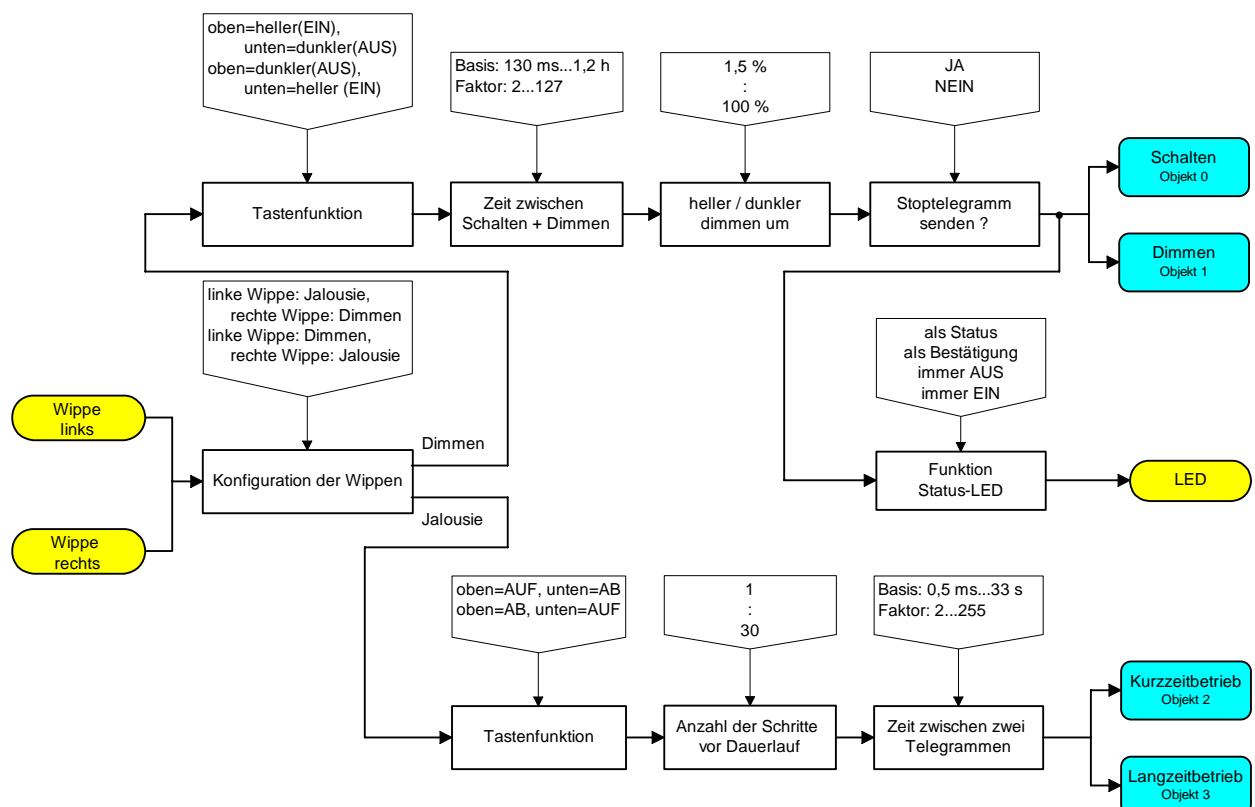 oben=heller(EIN),
unten=dunkler(AUS)
oben=dunkler(AUS),
unten=heller (EIN)
Basis: 130 ms...1,2 h
Faktor: 2...127
1,5 %
:
100 %
JA
NEIN
Tastenfunktion
Zeit zwischen
Schalten + Dimmen
heller / dunkler
dimmen um
Stoptelegramm
senden ?
Schalten
Objekt 0
Dimmen
Objekt 1
linke Wippe: Jalousie,
rechte Wippe: Dimmen
linke Wippe: Dimmen,
rechte Wippe: Jalousie
als Status
als Bestätigung
immer AUS
immer EIN
Wippe
links
Wippe
rechts
Konfiguration der Wippen
Dimmen
Jalousie
Funktion
Status-LED
LED
oben=AUF, unten=AB
oben=AB, unten=AUF
1
:
30
Basis: 0,5 ms...33 s
Faktor: 2...255
Tastenfunktion
Anzahl der Schritte
vor Dauerlauf
Zeit zwischen zwei
Telegrammen
Kurzzeitbetrieb
Objekt 2
Langzeitbetrieb
Objekt 3